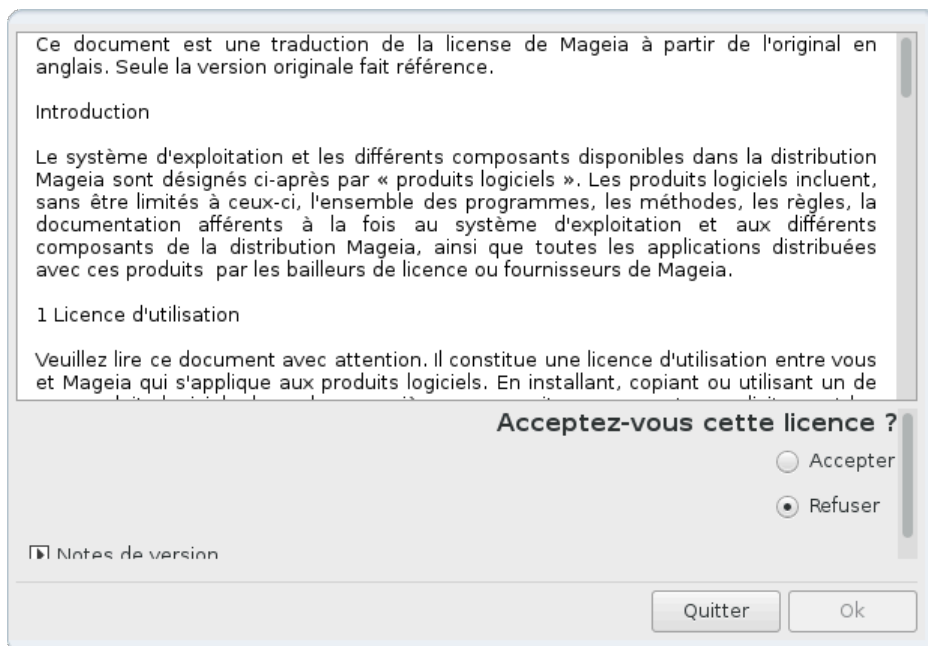 Ce document est une traduction de la license de Mageia à partir de l'original en
anglais. Seule la version originale fait référence.
Introduction
Le système d'exploitation et les différents composants disponibles dans la distribution
Mageia sont désignés ci-après par « produits logiciels ». Les produits logiciels incluent,
sans être limités à ceux-ci, l'ensemble des programmes, les méthodes, les règles, la
documentation afférents à la fois au système d'exploitation et aux différents
composants de la distribution Mageia, ainsi que toutes les applications distribuées
avec ces produits  par les bailleurs de licence ou fournisseurs de Mageia.
1 Licence d'utilisation
Veuillez lire ce document avec attention. Il constitue une licence d'utilisation entre vous
et Mageia qui s'applique aux produits logiciels. En installant, copiant ou utilisant un de
Acceptez-vous cette licence ?
Accepter
Refuser
Notes de version
Quitter
Ok